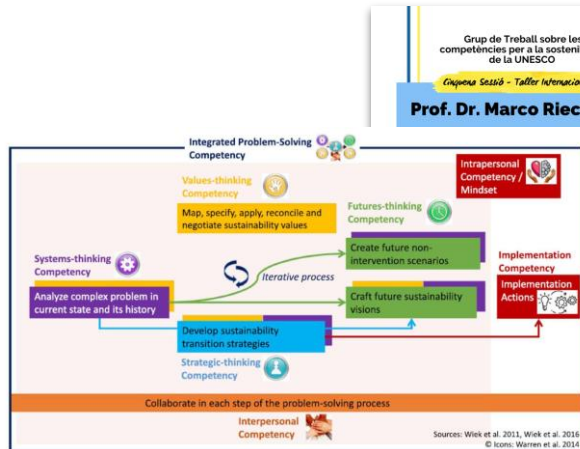 Grup de Treball sobre les
competències per a la
de la UNESCO
Cinquena Sessió - Taller
Prof. Dr. Marco
Integrated Problem-Solving
Competency
Intrapersonal
Competency /
Mindset
Values-thinking
Competency
Map, specify, apply, reconcile and
negotiate sustainability values
Futures-thinking
Competency
Create future non-
intervention scenarios
Systems-thinking
Competency
Iterative process
Implementation
Competency
Analyze complex problem in
current state and its history
Craft future sustainability
visions
Implementation
Actions
Develop sustainability
transition strategies
Strategic-thinking
Competency
Collaborate in each step of the problem-solving process
Interpersonal
Competency
Sources: Wiek et al. 2011, Wiek et al. 2016
© Icons: Warren et al. 2014